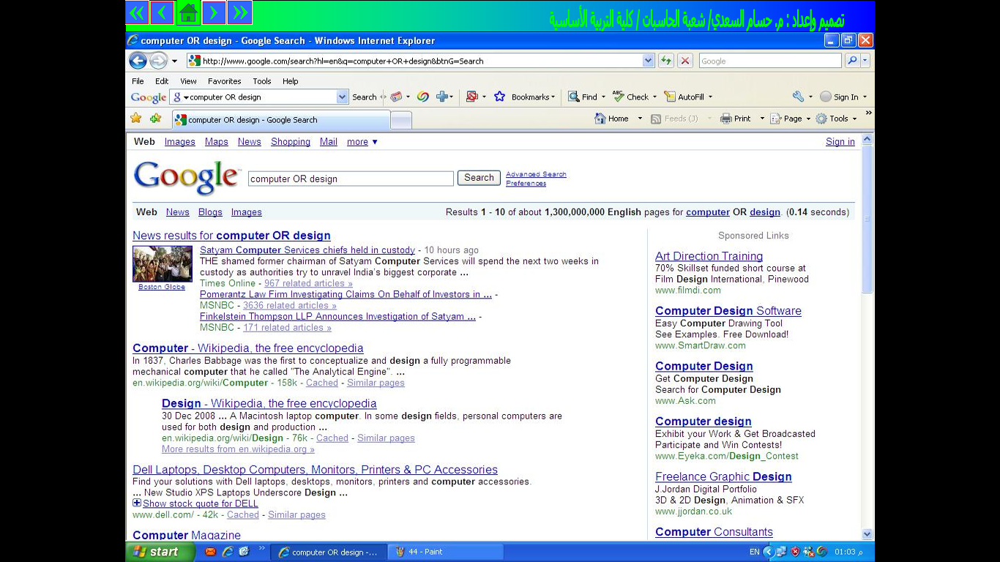 تصميم وإعداد : م. حسام السعدي/ شعبة الحاسبات / كلية التربية الأساسية
computer OR design - Google Search - Windows Internet Explorer
http://www.google.com/search?hl=en&q=computer+OR+design&btnG=Search
Google
File Edit View Favorites Tools Help
Google computer OR design Search Bookmarks Find ABC Check AutoFill Sign In
computer OR design - Google Search Home Feeds (J) Print Page Tools
Web Images Maps News Shopping Mail more Sign in
Google computer OR design Search Advanced Search
Preferences
Web News Blogs Images Results 1 - 10 of about 1,300,000,000 English pages for computer OR design. (0.14 seconds)
News results for computer OR design
Boston Globe
Satyam Computer Services chiefs held in custody - 10 hours ago
THE shamed former chairman of Satyam Computer Services will spend the next two weeks in
custody as authorities try to unravel India's biggest corporate ...
Times Online - 967 related articles »
Pomerantz Law Firm Investigating Claims On Behalf of Investors in ... -
MSNBC - 3636 related articles »
Finkelstein Thompson LLP Announces Investigation of Satyam ... -
MSNBC - 171 related articles »
Computer - Wikipedia, the free encyclopedia
In 1837, Charles Babbage was the first to conceptualize and design a fully programmable
mechanical computer that he called "The Analytical Engine". ...
en.wikipedia.org/wiki/Computer - 158k - Cached - Similar pages
Design - Wikipedia, the free encyclopedia
30 Dec 2008 ... A Macintosh laptop computer. In some design fields, personal computers are
used for both design and production ...
en.wikipedia.org/wiki/Design - 76k - Cached - Similar pages
More results from en.wikipedia.org »
Dell Laptops, Desktop Computers, Monitors, Printers & PC Accessories
Find your solutions with Dell laptops, desktops, monitors, printers and computer accessories.
... New Studio XPS Laptops Underscore Design ...
Show stock quote for DELL
www.dell.com/ - 42k - Cached - Similar pages
Computer Magazine
Sponsored Links
Art Direction Training
70% Skillset funded short course at
Film Design International, Pinewood
www.filmdi.com
Computer Design Software
Easy Computer Drawing Tool
See Examples. Free Download!
www.SmartDraw.com
Computer Design
Get Computer Design
Search for Computer Design
www.Ask.com
Computer design
Exhibit your Work & Get Broadcasted
Participate and Win Contests!
www.Eyeka.com/Design_Contest
Freelance Graphic Design
J.Jordan Digital Portfolio
3D & 2D Design, Animation & SFX
www.jjordan.co.uk
Computer Consultants
start computer OR design -... 44 - Paint EN 01:03 م